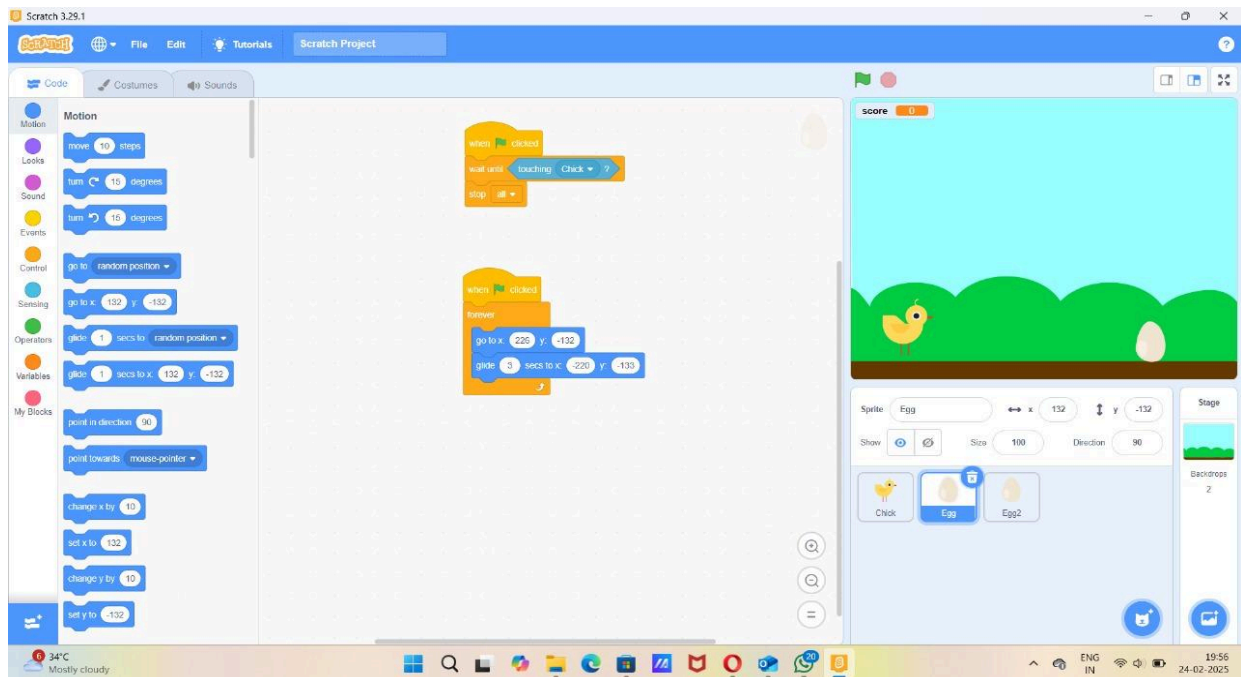 Scratch 3.29.1
SCRATCH File Edit Tutorials Scratch Project
Code Costumes Sounds
Motion
Looks
Sound
Events
Control
Sensing
Operators
Variables
My Blocks
Motion
move 10 steps
turn 15 degrees
turn 15 degrees
go to random position
go to x: 132 y: -132
glide 1 secs to random position
glide 1 secs to x: 132 y: -132
point in direction 90
point towards mouse-pointer
change x by 10
set x to 132
change y by 10
set y to -132
when clicked
wait until touching Chick ?
stop all
when clicked
forever
go to x: 226 y: -132
glide 3 secs to x: -220 y: -133
score 0
Sprite Egg x 132 y -132
Show Size 100 Direction 90
Chick
Egg
Egg2
Stage
Backdrops
2
6
34°C
Mostly cloudy
20
ENG
IN
19:56
24-02-2025